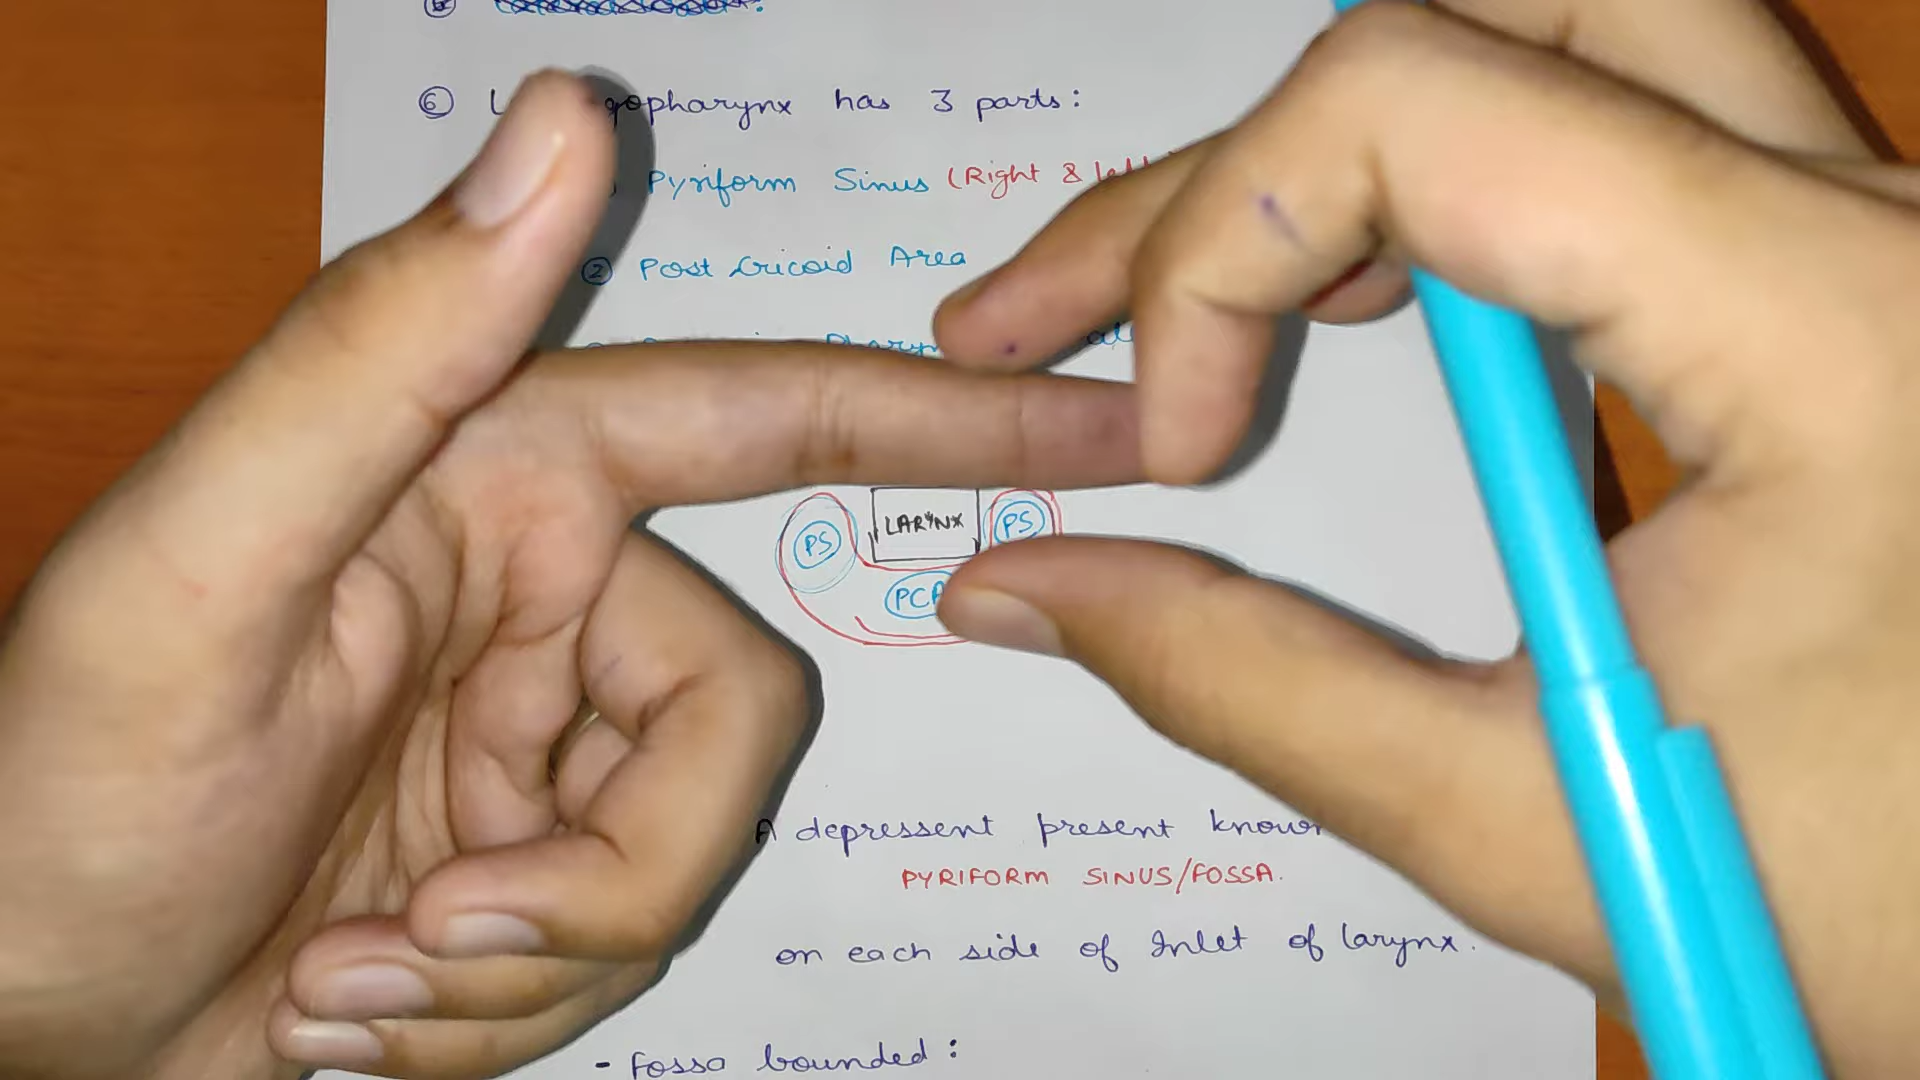 ⑥ gopharynx has 3 parts:
Pyriform Sinus (Right &
② Post Cricoid Area
LARYNX
PS
PS
PCA
A depressent present known
PYRIFORM SINUS/FOSSA.
on each side of Inlet of larynx.
- Fossa bounded: